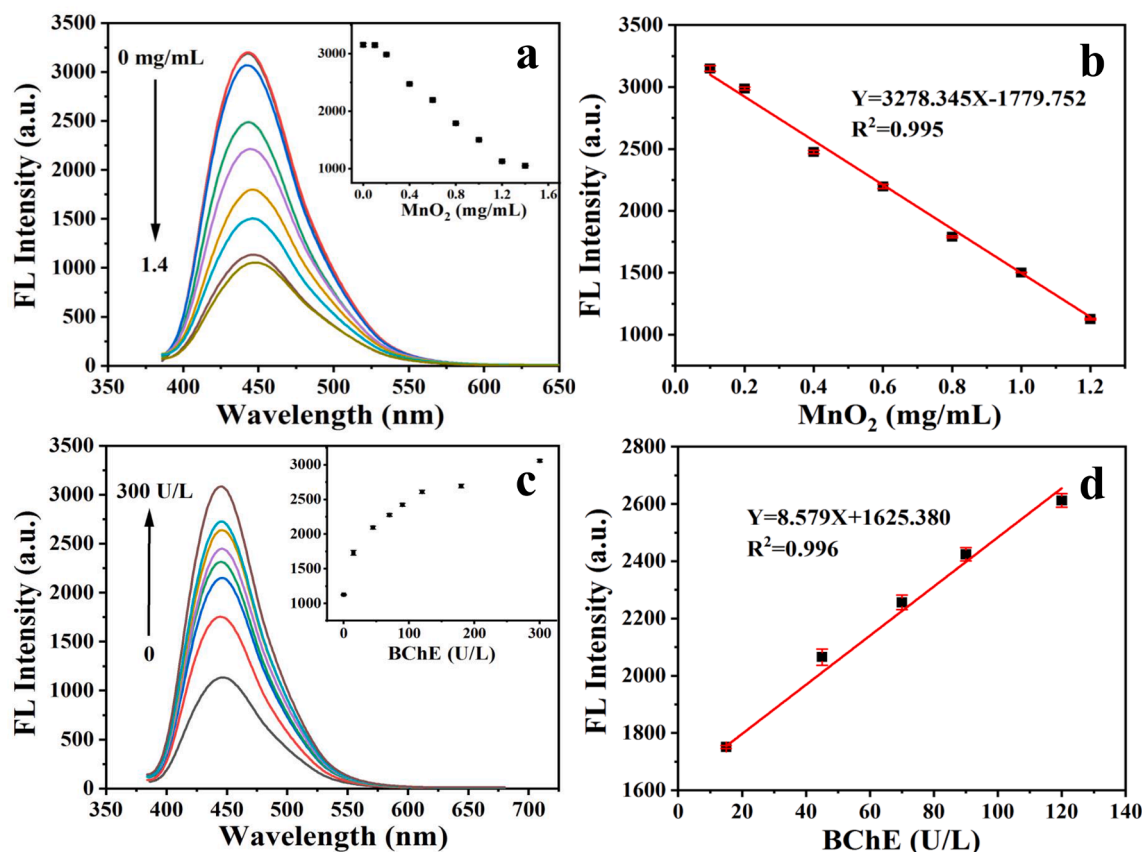 a
0 mg/mL
1.4
3500
3000
2500
2000
1500
1000
500
0
350 400 450 500 550 600 650
Wavelength (nm)
FL Intensity (a.u.)
3000
2000
1000
0.0 0.4 0.8 1.2 1.6
MnO₂ (mg/mL)
b
Y=3278.345X-1779.752
R²=0.995
3500
3000
2500
2000
1500
1000
0.0 0.2 0.4 0.6 0.8 1.0 1.2
MnO₂ (mg/mL)
FL Intensity (a.u.)
c
300 U/L
0
3500
3000
2500
2000
1500
1000
500
0
350 400 450 500 550 600 650 700
Wavelength (nm)
FL Intensity (a.u.)
3000
2500
2000
1500
1000
0 100 200 300
BChE (U/L)
d
Y=8.579X+1625.380
R²=0.996
2800
2600
2400
2200
2000
1800
1600
0 20 40 60 80 100 120 140
BChE (U/L)
FL Intensity (a.u.)